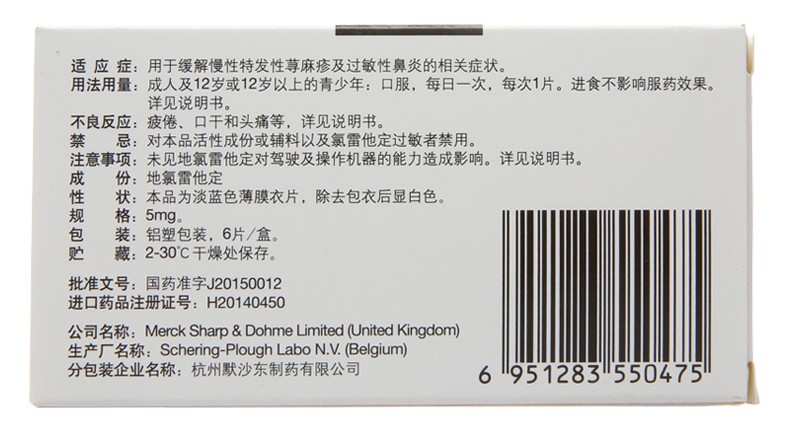 适 应 症：用于缓解慢性特发性荨麻疹及过敏性鼻炎的相关症状。
用法用量：成人及12岁或12岁以上的青少年：口服，每日一次，每次1片。进食不影响服药效果。
详见说明书。
不良反应：疲倦、口干和头痛等，详见说明书。
禁 忌：对本品活性成份或辅料以及氯雷他定过敏者禁用。
注意事项：未见地氯雷他定对驾驶及操作机器的能力造成影响。详见说明书。
成 份：地氯雷他定
性 状：本品为淡蓝色薄膜衣片，除去包衣后显白色。
规 格：5mg。
包 装：铝塑包装，6片/盒。
贮 藏：2-30℃干燥处保存。
批准文号：国药准字J20150012
进口药品注册证号：H20140450
公司名称：Merck Sharp & Dohme Limited (United Kingdom)
生产厂名称：Schering-Plough Labo N.V. (Belgium)
分包装企业名称：杭州默沙东制药有限公司
6 951283 550475